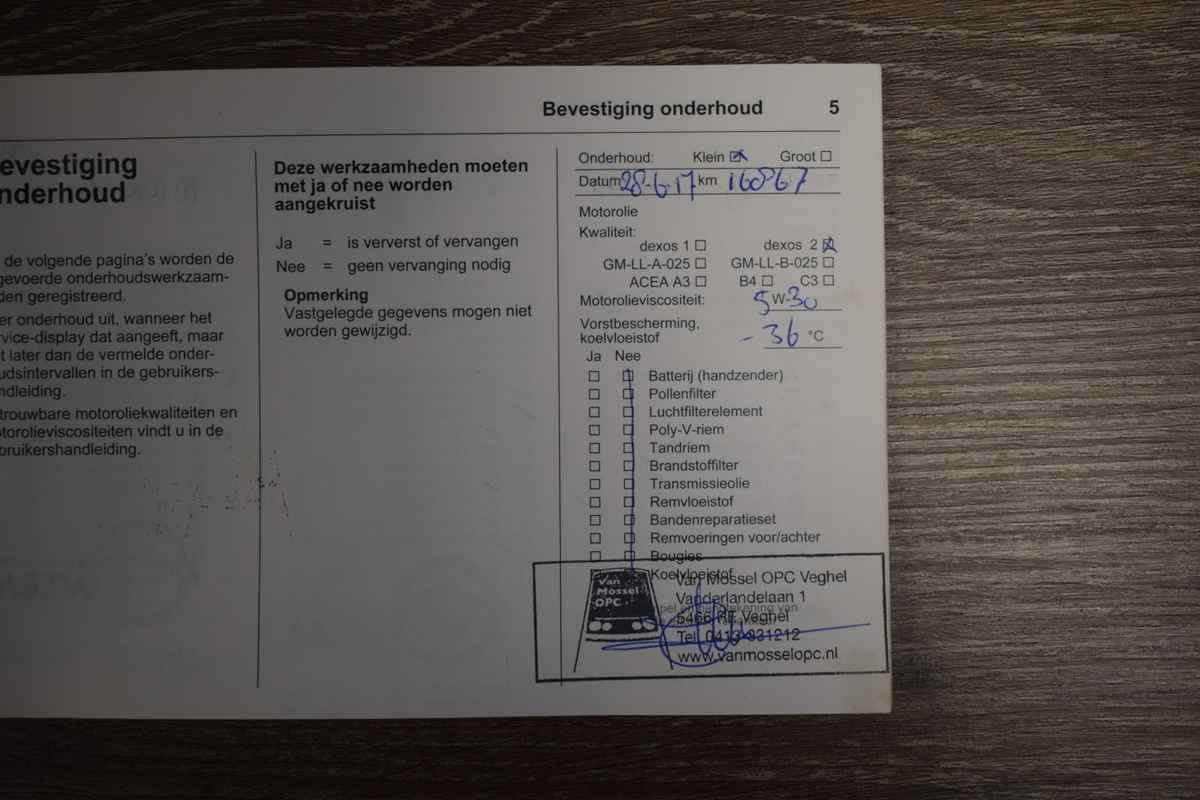 Bevestiging onderhoud 5
evestiging
nderhoud
de volgende pagina's worden de
gevoerde onderhoudswerkzaam-
den geregistreerd.
er onderhoud uit, wanneer het
vice-display dat aangeeft, maar
t later dan de vermelde onder-
udsintervallen in de gebruikers-
ndleiding.
trouwbare motoroliekwaliteiten en
otorolieviscositeiten vindt u in de
bruikershandleiding.
Deze werkzaamheden moeten
met ja of nee worden
aangekruist
Ja = is ververst of vervangen
Nee = geen vervanging nodig
Opmerking
Vastgelegde gegevens mogen niet
worden gewijzigd.
Onderhoud: Klein Groot
Datum 28-6-17 km 160867
Motorolie
Kwaliteit:
dexos 1 dexos 2
GM-LL-A-025 GM-LL-B-025
ACEA A3 B4 C3
Motorolieviscositeit: 5W-30
Vorstbescherming,
koelvloeistof -36 °C
Ja Nee
Batterij (handzender)
Pollenfilter
Luchtfilterelement
Poly-V-riem
Tandriem
Brandstoffilter
Transmissieolie
Remvloeistof
Bandenreparatieset
Remvoeringen voor/achter
Bougies
Koelvloeistof
Van
Mossel
OPC
Van Mossel OPC Veghel
Vanderlandelaan 1
5466 Veghel
Tel. 0413-331212
www.vanmosselopc.nl